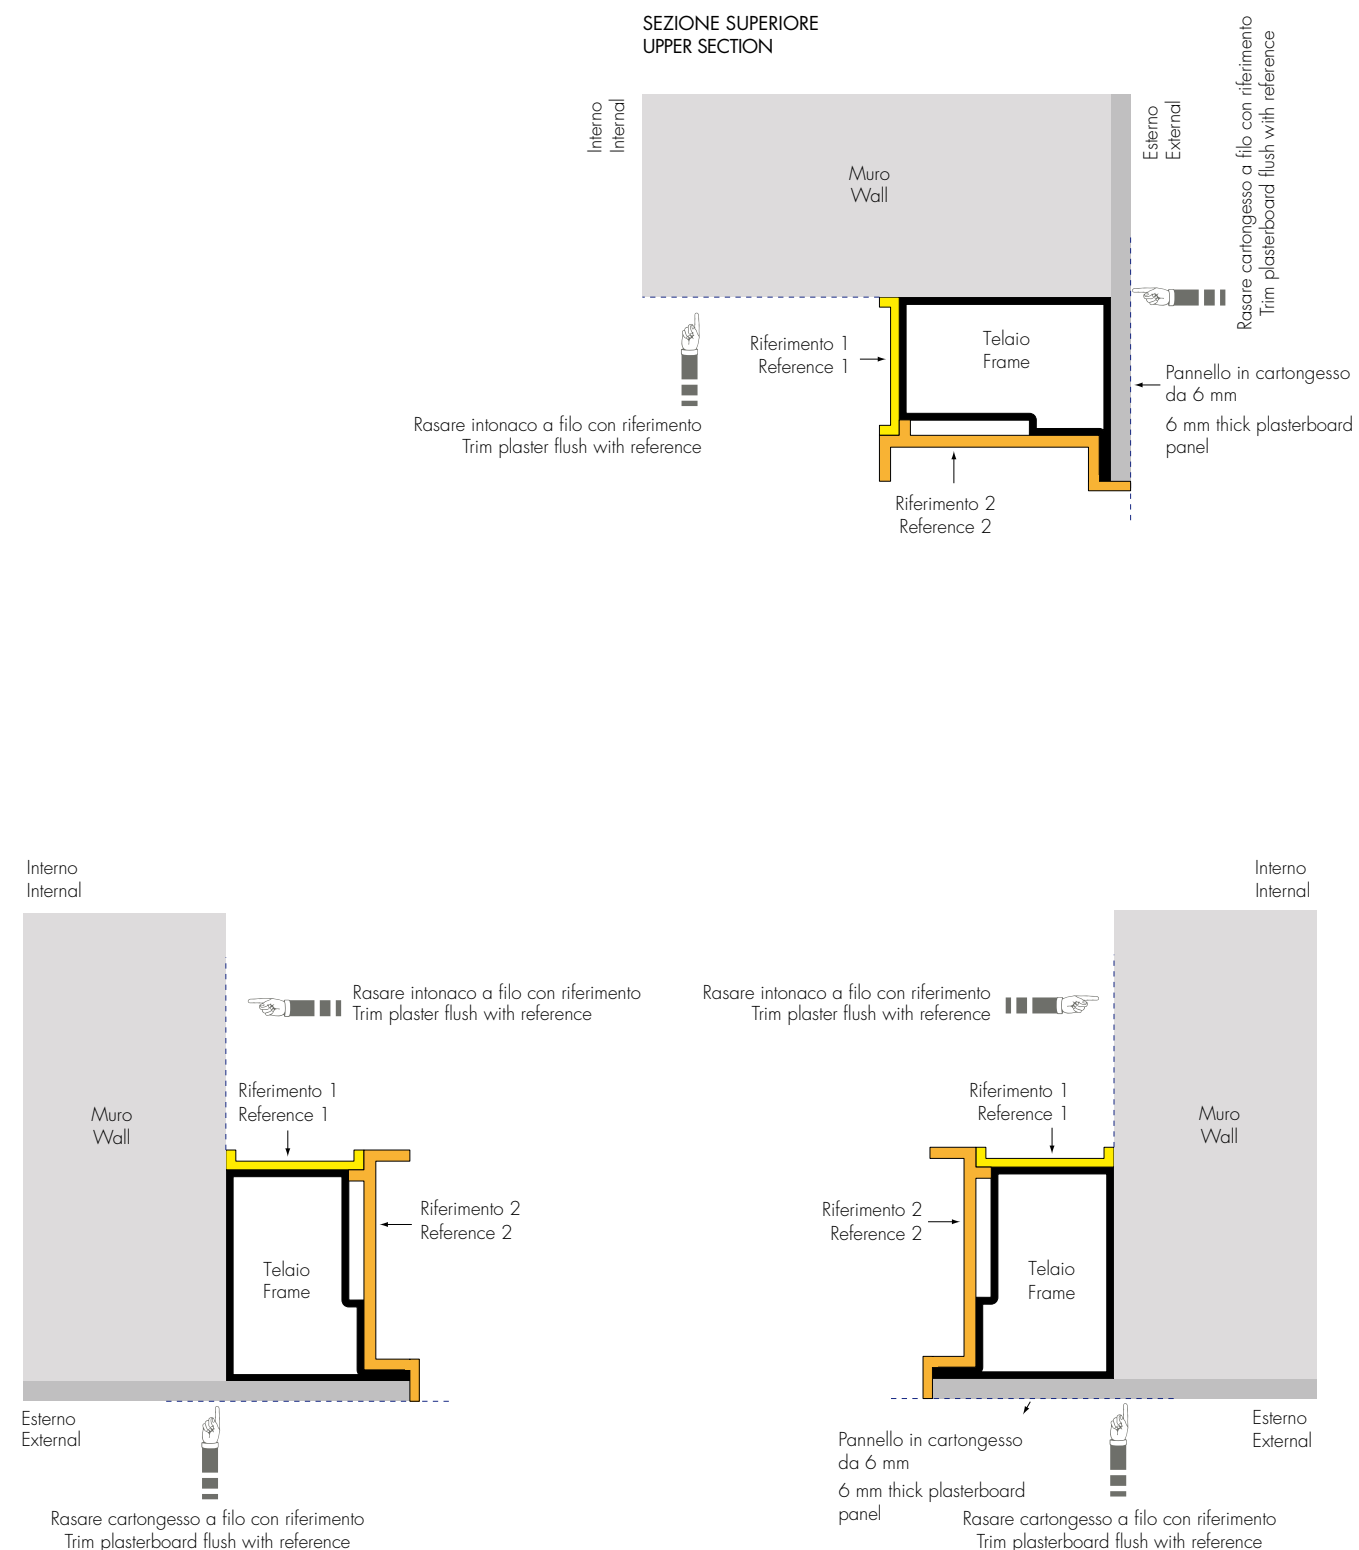 SEZIONE SUPERIORE
UPPER SECTION
Interno
Internal
Esterno
External
Rasare cartongesso a filo con riferimento
Trim plasterboard flush with reference
Muro
Wall
Riferimento 1
Reference 1
Telaio
Frame
Pannello in cartongesso
da 6 mm
6 mm thick plasterboard
panel
Rasare intonaco a filo con riferimento
Trim plaster flush with reference
Riferimento 2
Reference 2
Interno
Internal
Rasare intonaco a filo con riferimento
Trim plaster flush with reference
Riferimento 1
Reference 1
Muro
Wall
Riferimento 2
Reference 2
Telaio
Frame
Esterno
External
Rasare cartongesso a filo con riferimento
Trim plasterboard flush with reference
Interno
Internal
Rasare intonaco a filo con riferimento
Trim plaster flush with reference
Riferimento 1
Reference 1
Muro
Wall
Riferimento 2
Reference 2
Telaio
Frame
Esterno
External
Pannello in cartongesso
da 6 mm
6 mm thick plasterboard
panel
Rasare cartongesso a filo con riferimento
Trim plasterboard flush with reference